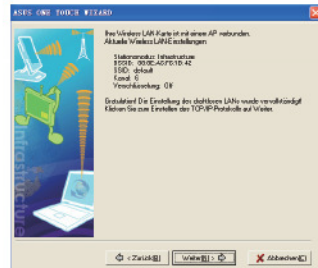 ASUS ONE TOUCH WIZARD
Ihre Wireless LAN-Karte ist mit einem AP verbunden.
Aktuelle Wireless LAN-Einstellungen
Stationsmodus: Infrastructure
SSID: default
Kanal: 6
Verschlüsselung: Off
Gratulation! Die Einstellung des drahtlosen LANs wurde vervollständigt!
Klicken Sie zum Einstellen des TCP/IP-Protokolls auf Weiter.
Infrastructure
< Zurück(B)
Weiter(N) >
Abbrechen(C)